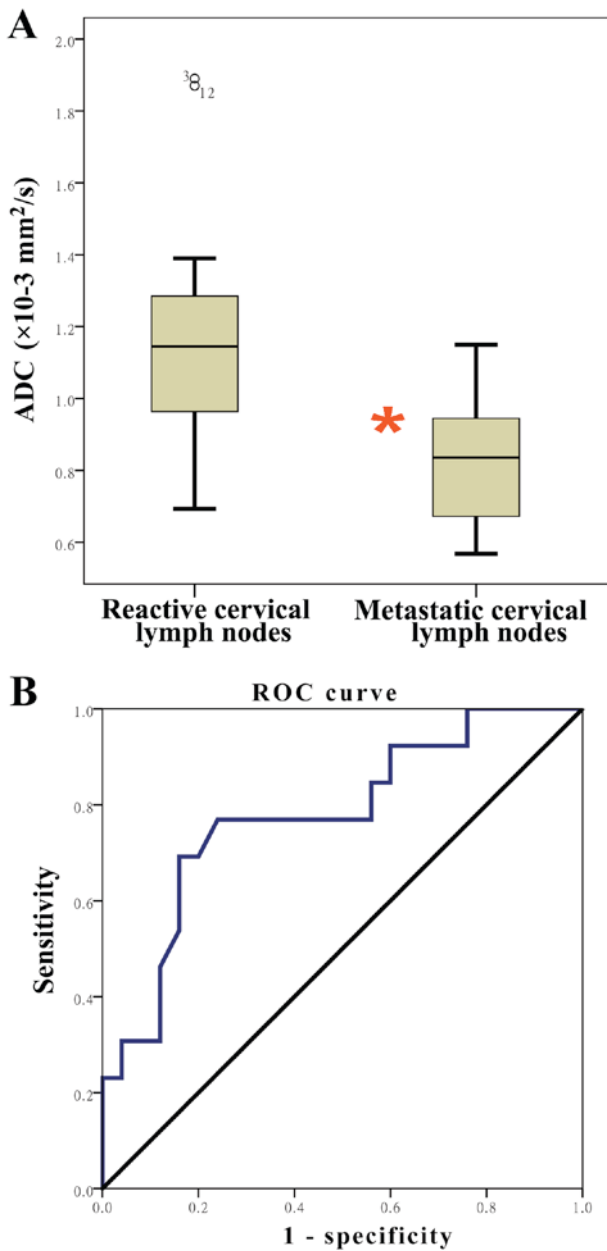 A
2.0
1.8
1.6
1.4
1.2
1.0
0.8
0.6
ADC (×10-3 mm²/s)
3
12
*
Reactive cervical
lymph nodes
Metastatic cervical
lymph nodes
B
ROC curve
1.0
0.8
0.6
0.4
0.2
0.0
Sensitivity
0.0 0.2 0.4 0.6 0.8 1.0
1 - specificity